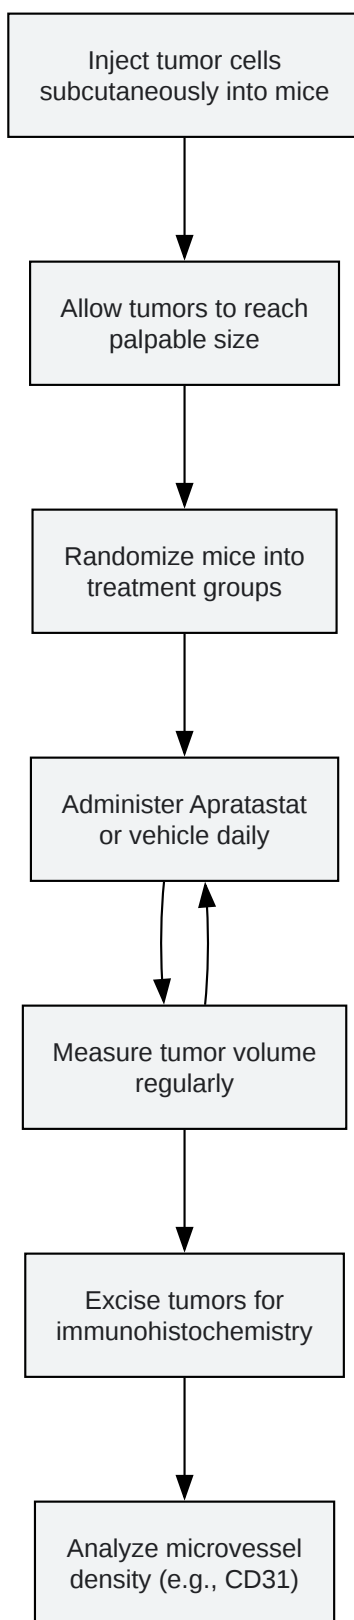 Inject tumor cells
subcutaneously into mice
Allow tumors to reach
palpable size
Randomize mice into
treatment groups
Administer Apratastat
or vehicle daily
Measure tumor volume
regularly
Excise tumors for
immunohistochemistry
Analyze microvessel
density (e.g., CD31)